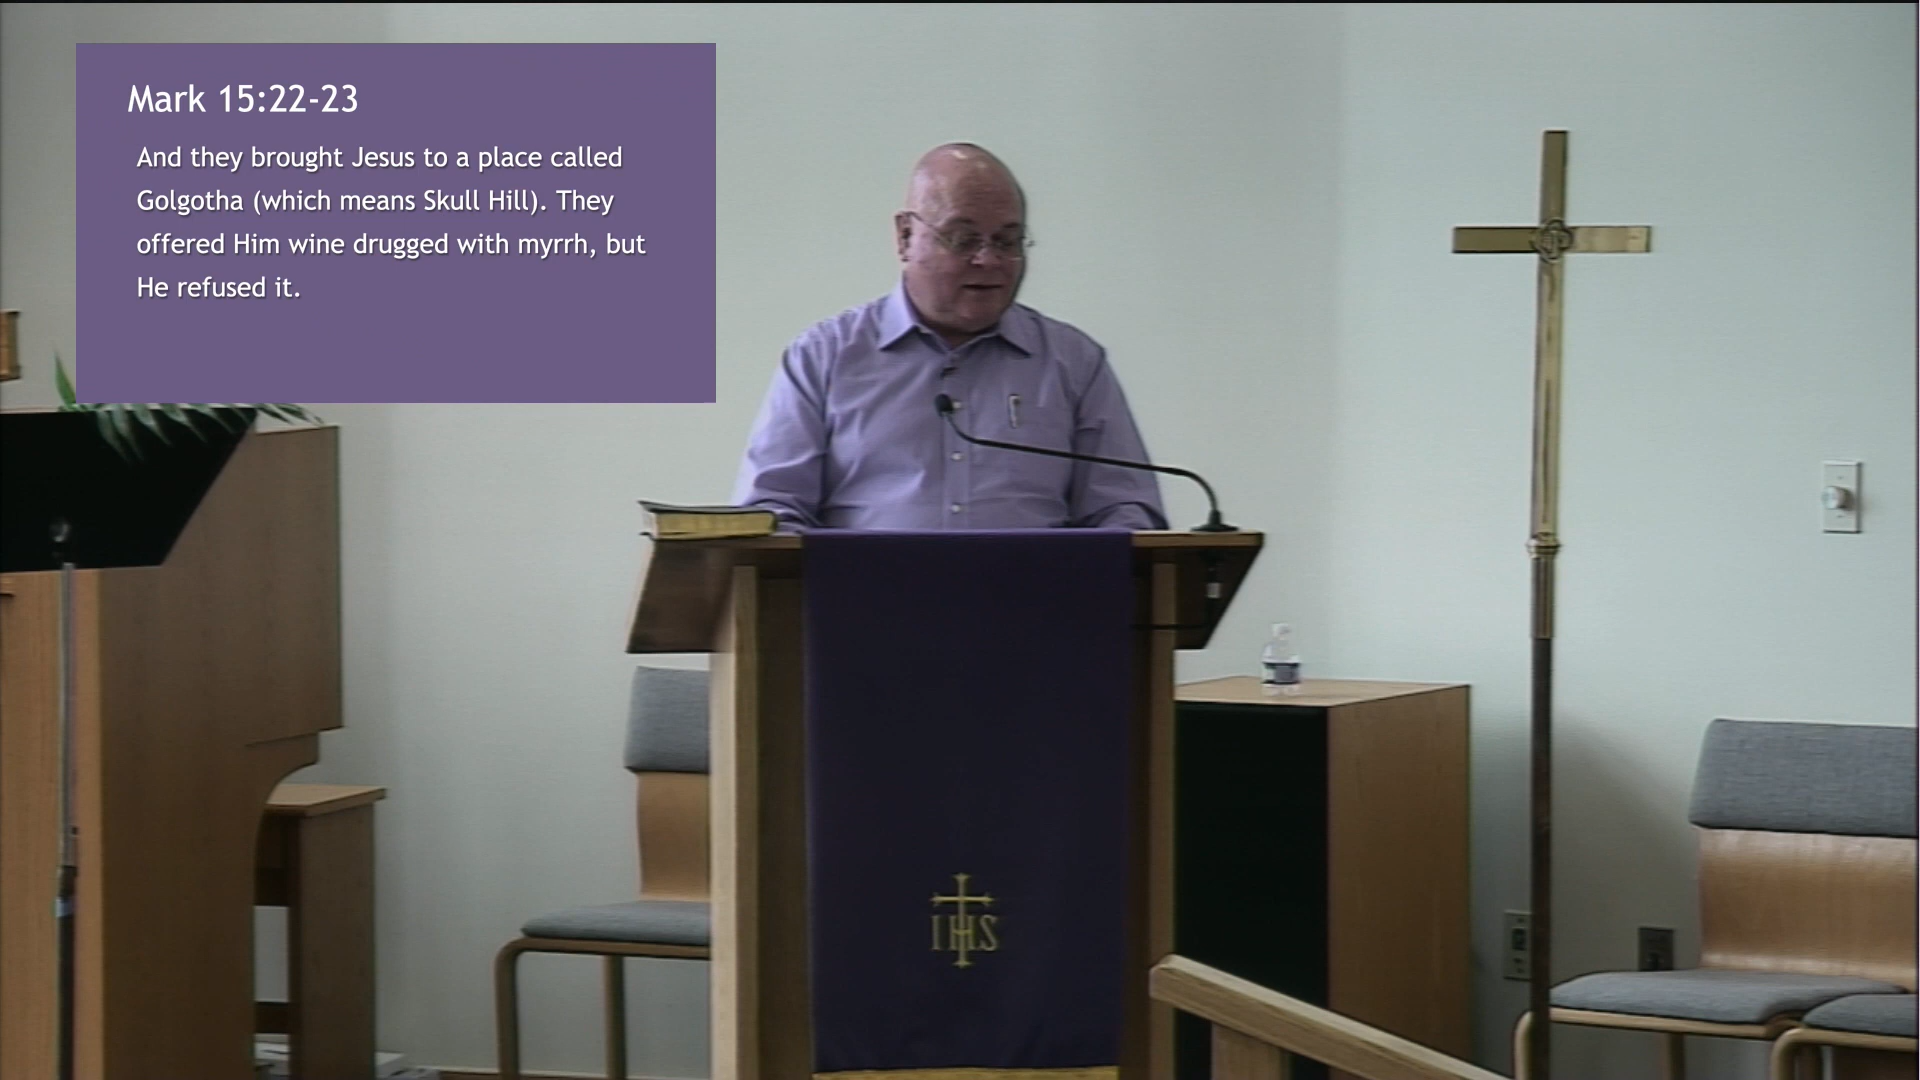 Mark 15:22-23
And they brought Jesus to a place called
Golgotha (which means Skull Hill). They
offered Him wine drugged with myrrh, but
He refused it.
IHS